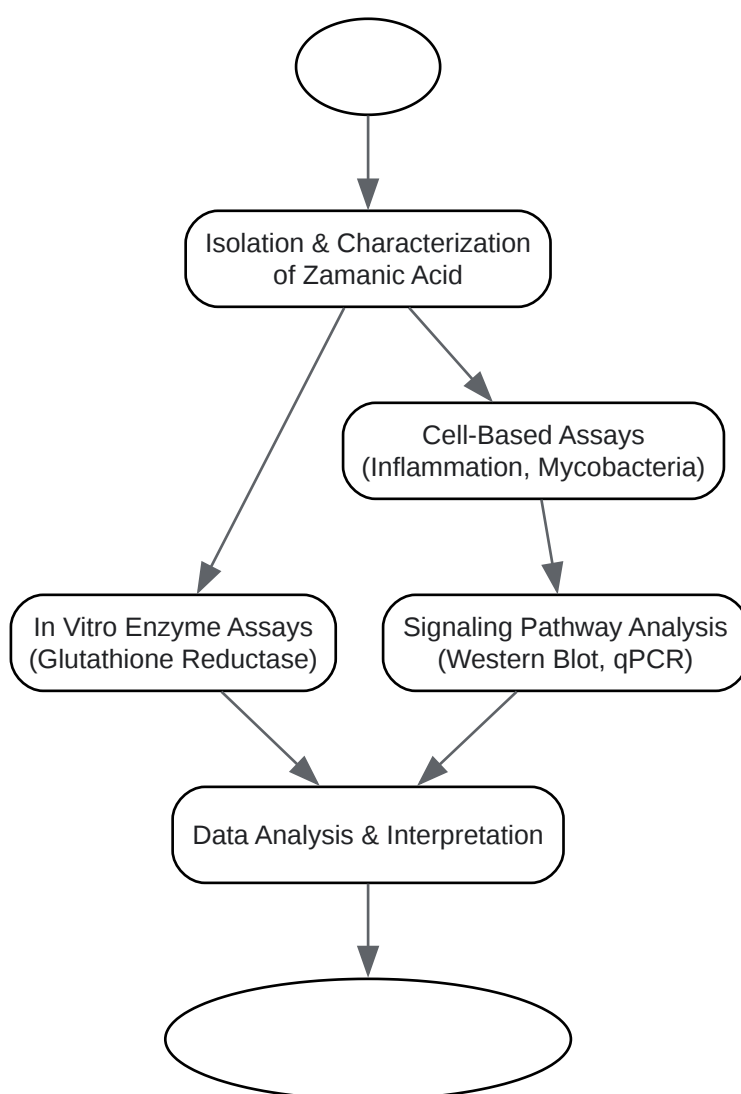 Isolation & Characterization
of Zamanic Acid
Cell-Based Assays
(Inflammation, Mycobacteria)
In Vitro Enzyme Assays
(Glutathione Reductase)
Signaling Pathway Analysis
(Western Blot, qPCR)
Data Analysis & Interpretation